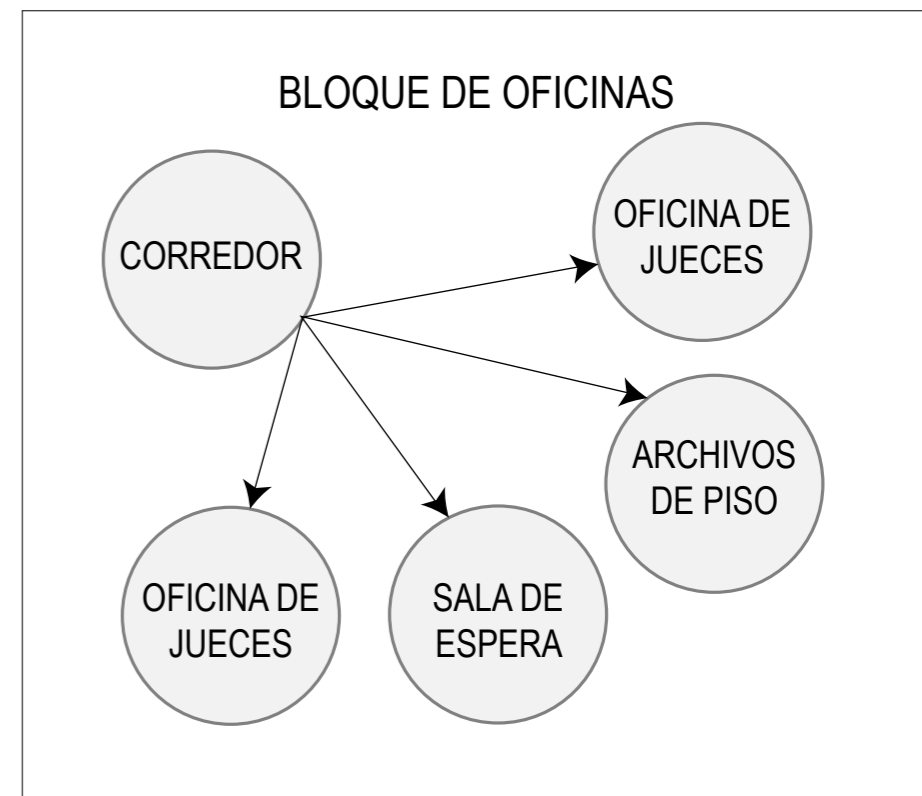 BLOQUE DE OFICINAS
CORREDOR
OFICINA DE
JUECES
ARCHIVOS
DE PISO
OFICINA DE
JUECES
SALA DE
ESPERA